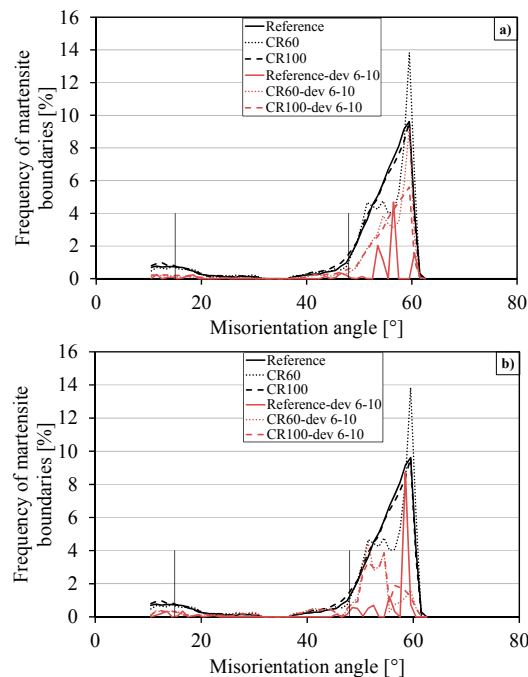 16
14
12
10
8
6
4
2
0
Frequency of martensite
boundaries [%]
a)
Reference
CR60
CR100
Reference-dev 6-10
CR60-dev 6-10
CR100-dev 6-10
0 20 40 60 80
Misorientation angle [°]
16
14
12
10
8
6
4
2
0
Frequency of martensite
boundaries [%]
b)
Reference
CR60
CR100
Reference-dev 6-10
CR60-dev 6-10
CR100-dev 6-10
0 20 40 60 80
Misorientation angle [°]